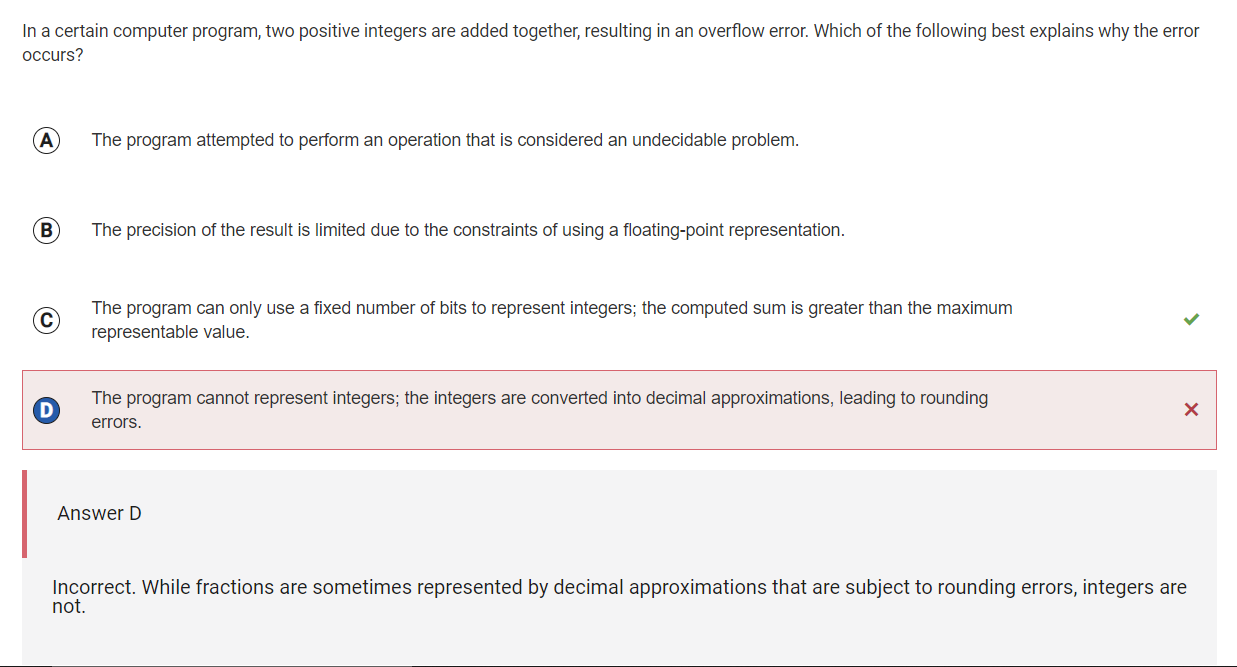 In a certain computer program, two positive integers are added together, resulting in an overflow error. Which of the following best explains why the error
occurs?
A The program attempted to perform an operation that is considered an undecidable problem.
B The precision of the result is limited due to the constraints of using a floating-point representation.
C The program can only use a fixed number of bits to represent integers; the computed sum is greater than the maximum
representable value.
D The program cannot represent integers; the integers are converted into decimal approximations, leading to rounding
errors.
Answer D
Incorrect. While fractions are sometimes represented by decimal approximations that are subject to rounding errors, integers are
not.